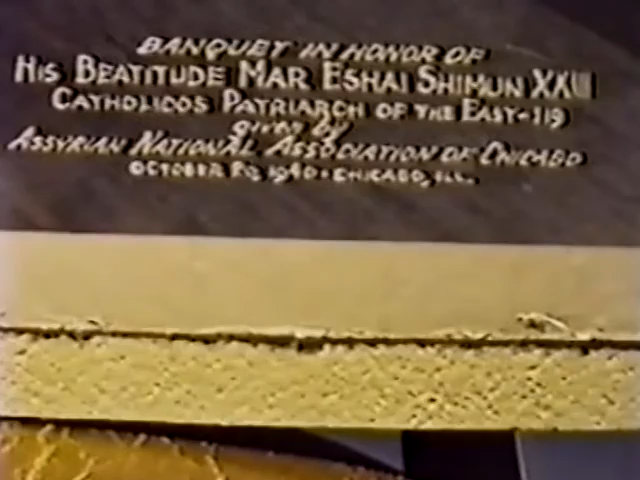 BANQUET IN HONOR OF
HIS BEATITUDE MAR ESHAI SHIMUN XXIII
CATHOLICOS PATRIARCH OF THE EAST-119
given by
ASSYRIAN NATIONAL ASSOCIATION OF CHICAGO
OCTOBER 1940 • CHICAGO, ILL.